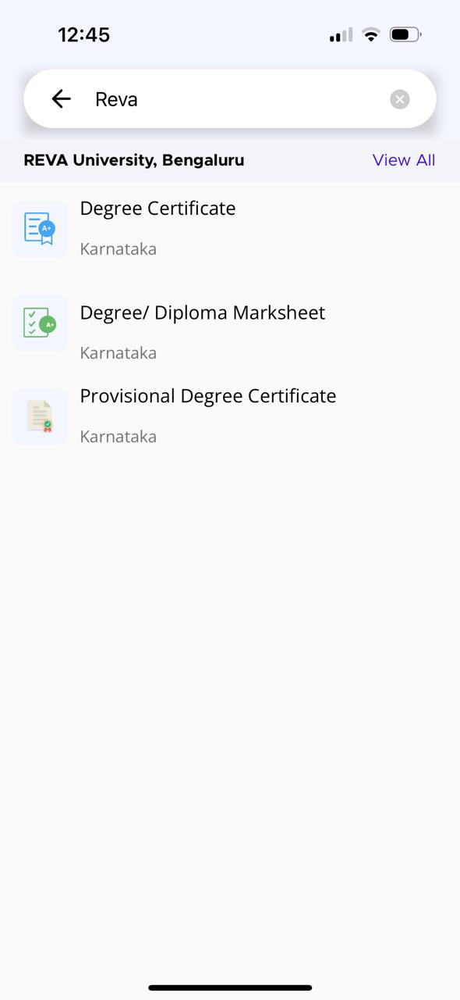 12:45
Reva
REVA University, Bengaluru View All
Degree Certificate
A+
Karnataka
Degree/ Diploma Marksheet
A+
Karnataka
Provisional Degree Certificate
Karnataka